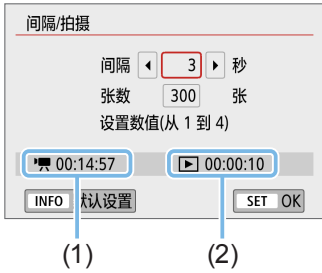 间隔/拍摄
间隔 3 秒
张数 300 张
设置数值(从 1 到 4)
00:14:57 00:00:10
INFO 默认设置 SET OK
(1) (2)